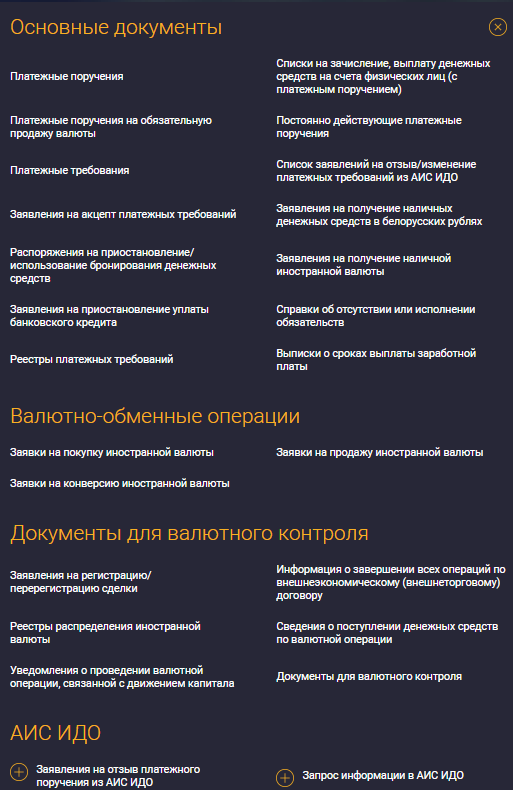 Основные документы
Платежные поручения
Списки на зачисление, выплату денежных
средств на счета физических лиц (с
платежным поручением)
Платежные поручения на обязательную
продажу валюты
Постоянно действующие платежные
поручения
Платежные требования
Список заявлений на отзыв/изменение
платежных требований из АИС ИДО
Заявления на акцепт платежных требований
Заявления на получение наличных
денежных средств в белорусских рублях
Распоряжения на приостановление/
использование бронирования денежных
средств
Заявления на получение наличной
иностранной валюты
Заявления на приостановление уплаты
банковского кредита
Справки об отсутствии или исполнении
обязательств
Реестры платежных требований
Выписки о сроках выплаты заработной
платы
Валютно-обменные операции
Заявки на покупку иностранной валюты
Заявки на продажу иностранной валюты
Заявки на конверсию иностранной валюты
Документы для валютного контроля
Заявления на регистрацию/
перерегистрацию сделки
Информация о завершении всех операций по
внешнеэкономическому (внешнеторговому)
договору
Реестры распределения иностранной
валюты
Сведения о поступлении денежных средств
по валютной операции
Уведомления о проведении валютной
операции, связанной с движением капитала
Документы для валютного контроля
АИС ИДО
Заявления на отзыв платежного
поручения из АИС ИДО
Запрос информации в АИС ИДО